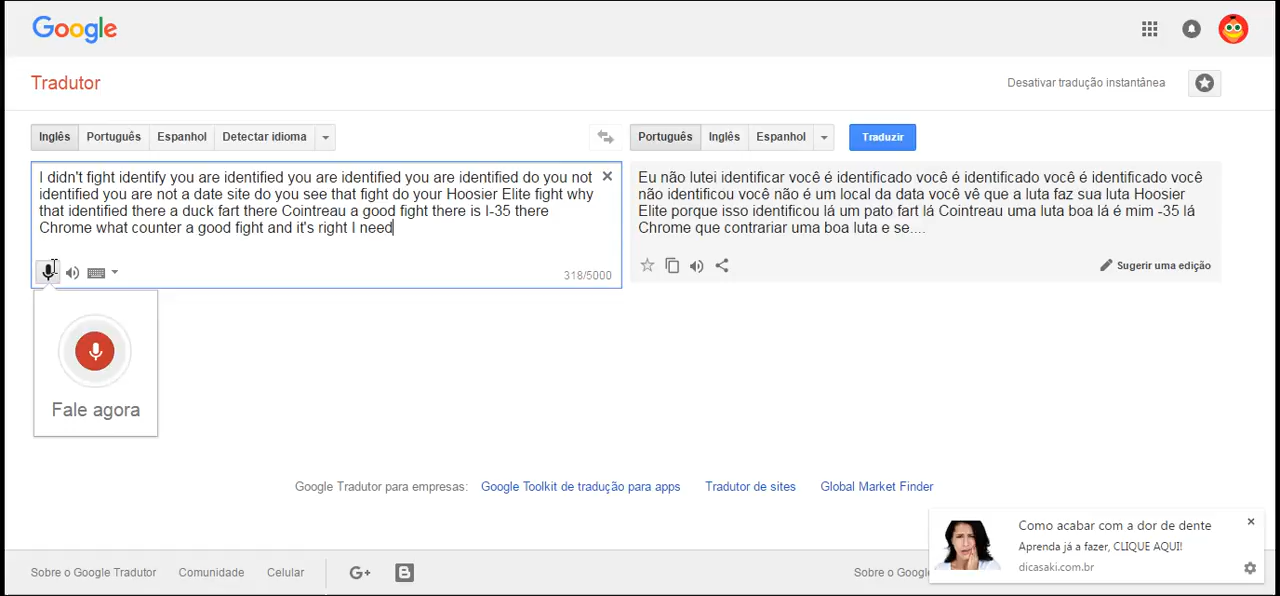 Google
Tradutor
Desativar tradução instantânea
Inglês Português Espanhol Detectar idioma
Português Inglês Espanhol Traduzir
I didn't fight identify you are identified you are identified you are identified do you not
identified you are not a date site do you see that fight do your Hoosier Elite fight why
that identified there a duck fart there Cointreau a good fight there is I-35 there
Chrome what counter a good fight and it's right I need
318/5000
Eu não lutei identificar você é identificado você é identificado você é identificado você
não identificou você não é um local da data você vê que a luta faz sua luta Hoosier
Elite porque isso identificou lá um pato fart lá Cointreau uma luta boa lá é mim -35 lá
Chrome que contrariar uma boa luta e se....
Sugerir uma edição
Fale agora
Google Tradutor para empresas: Google Toolkit de tradução para apps Tradutor de sites Global Market Finder
Como acabar com a dor de dente
Aprenda já a fazer, CLIQUE AQUI!
dicasaki.com.br
Sobre o Google Tradutor Comunidade Celular G+ B Sobre o Google